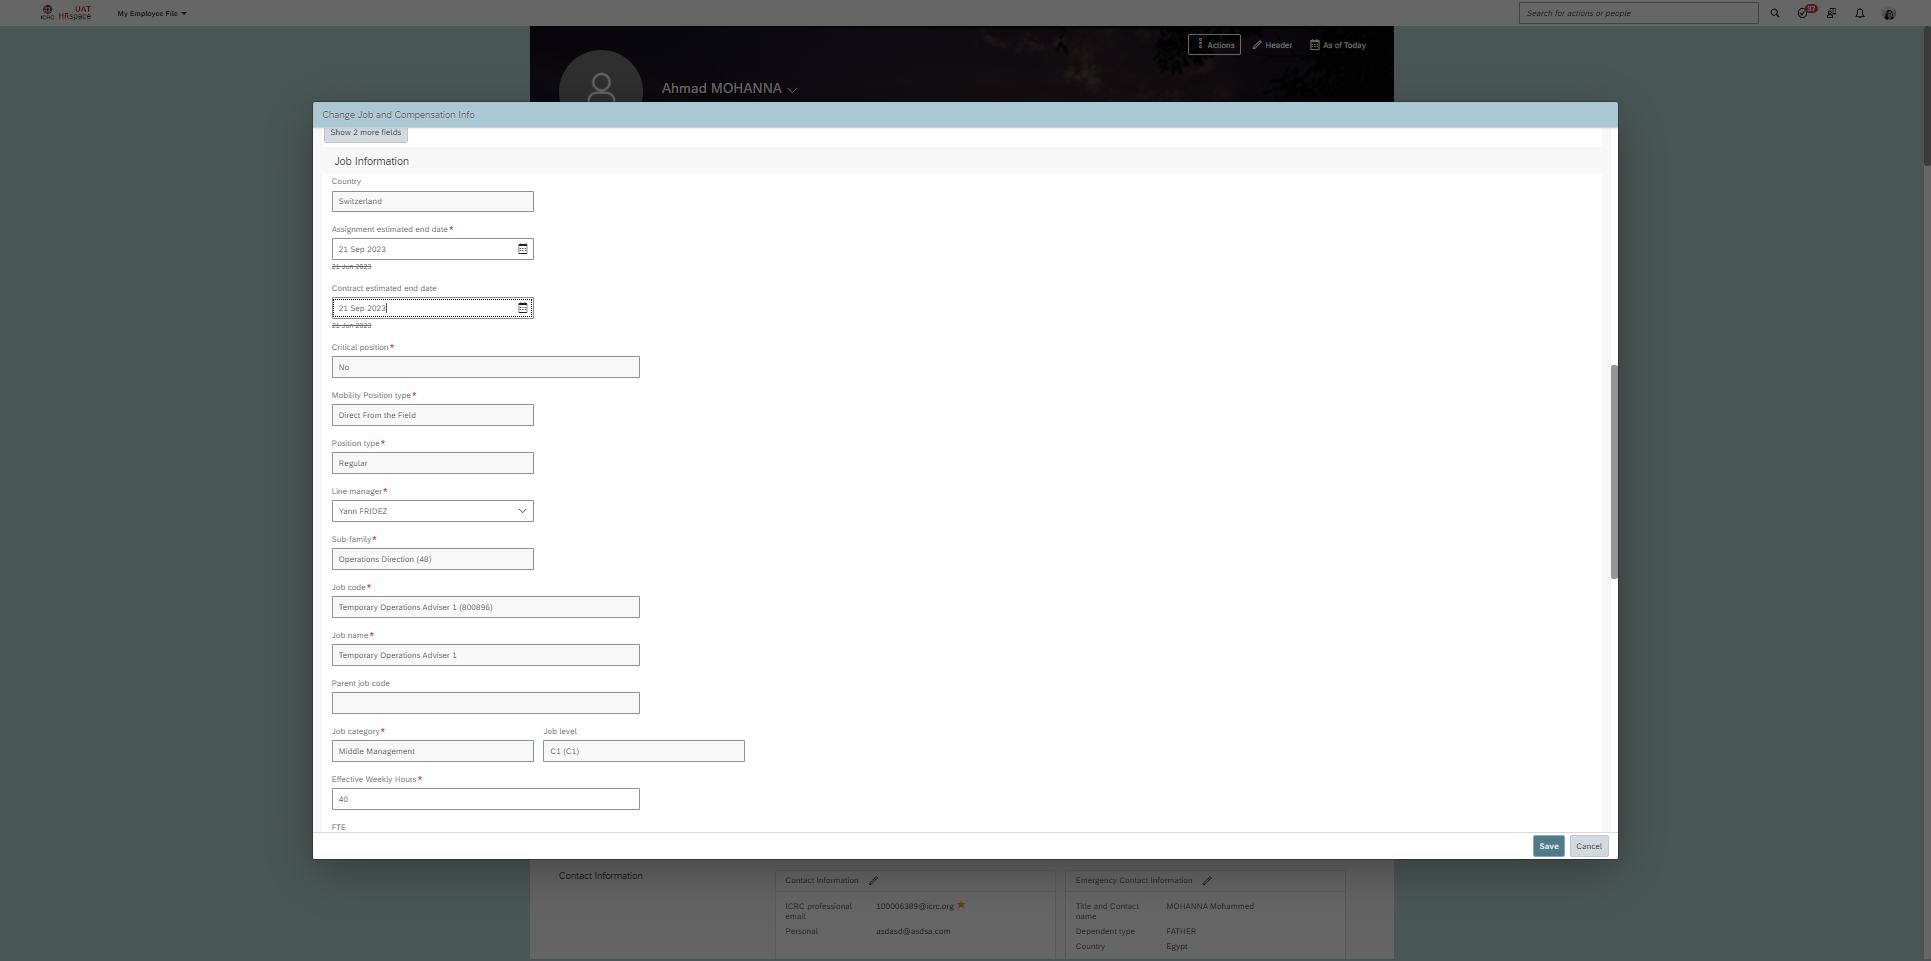 ICRC
UAT
HRspace
My Employee File
Search for actions or people
37
Actions
Header
As of Today
Ahmad MOHANNA
Change Job and Compensation Info
Show 2 more fields
Job Information
Country
Switzerland
Assignment estimated end date*
21 Sep 2023
21 Jun 2023
Contract estimated end date
21 Sep 2023
21 Jun 2023
Critical position*
No
Mobility Position type*
Direct From the Field
Position type*
Regular
Line manager*
Yann FRIDEZ
Sub-family*
Operations Direction (48)
Job code*
Temporary Operations Adviser 1 (800896)
Job name*
Temporary Operations Adviser 1
Parent job code
Job category* Job level
Middle Management C1 (C1)
Effective Weekly Hours*
40
FTE
Save Cancel
Contact Information
Contact Information
ICRC professional email 100006389@icrc.org
Personal asdasd@asdsa.com
Emergency Contact Information
Title and Contact name MOHANNA Mohammed
Dependent type FATHER
Country Egypt